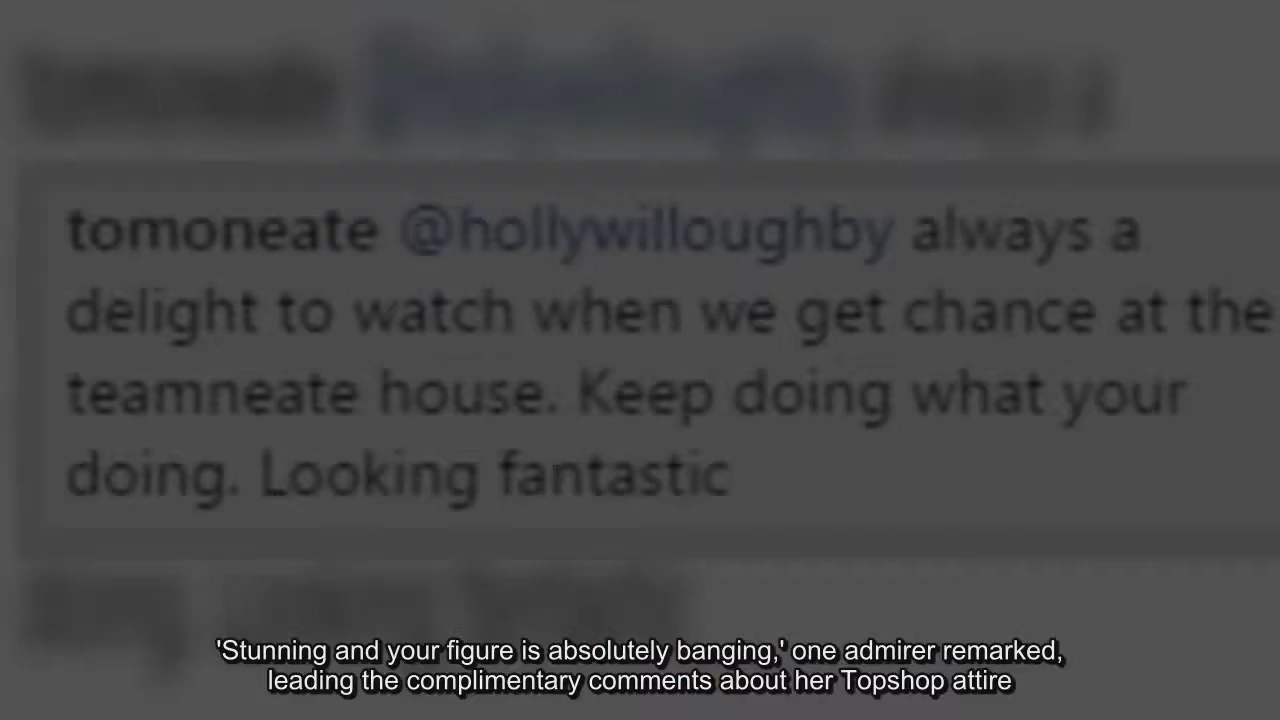 tomoneate @hollywilloughby always a
delight to watch when we get chance at the
teamneate house. Keep doing what your
doing. Looking fantastic
'Stunning and your figure is absolutely banging,' one admirer remarked,
leading the complimentary comments about her Topshop attire